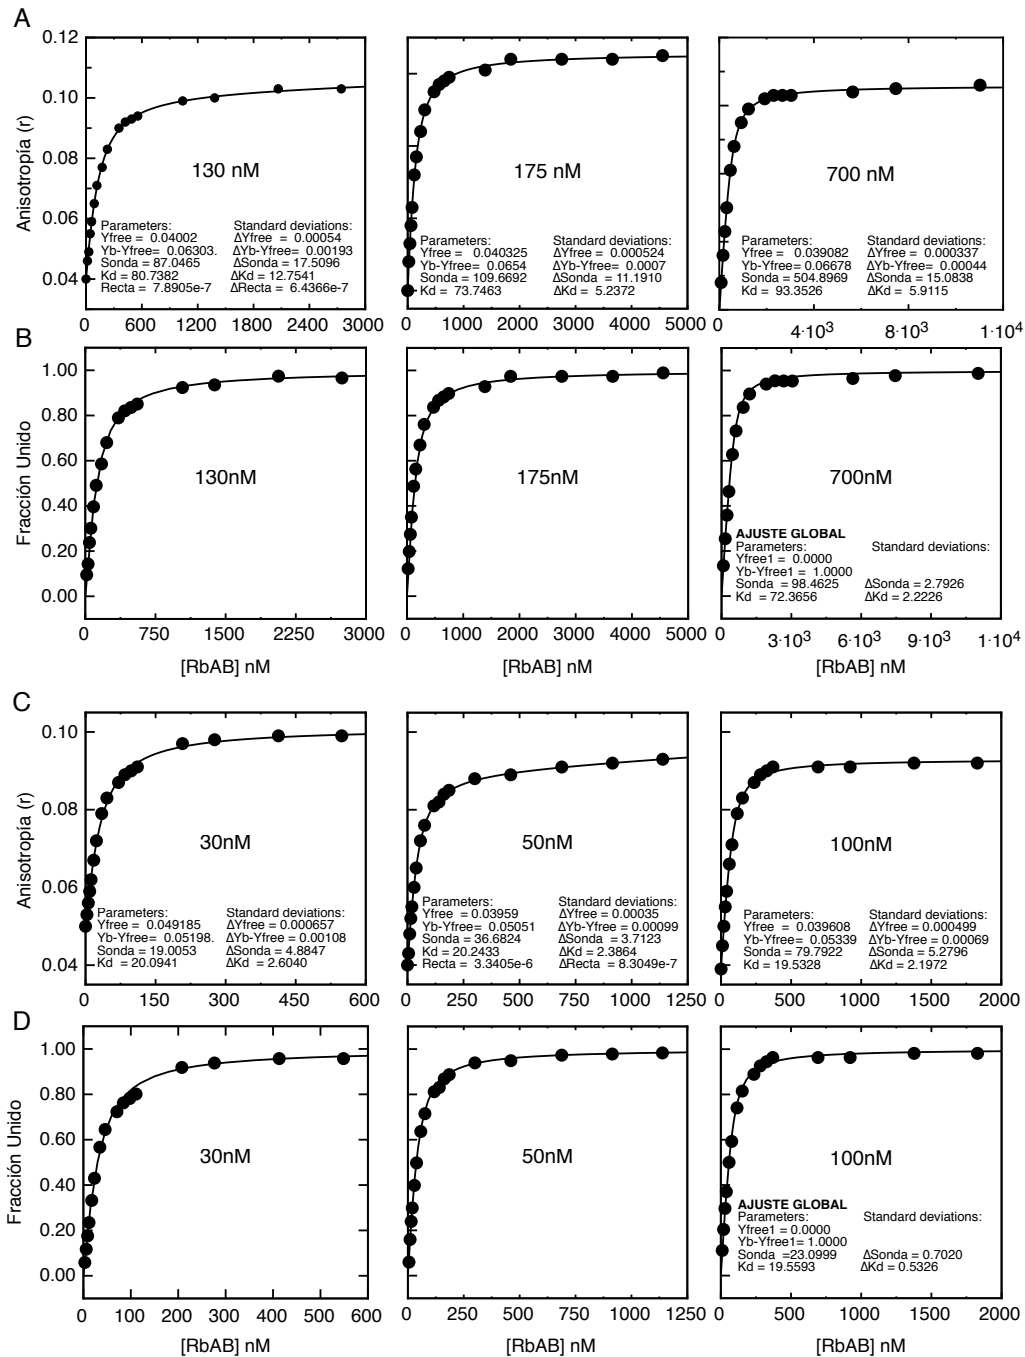 A
0.12
0.10
0.08
0.06
0.04
Anisotropía (r)
130 nM
Parameters: Standard deviations:
Yfree = 0.04002 ΔYfree = 0.00054
Yb-Yfree= 0.06303. ΔYb-Yfree= 0.00193
Sonda = 87.0465 ΔSonda = 17.5096
Kd = 80.7382 ΔKd = 12.7541
Recta = 7.8905e-7 ΔRecta = 6.4366e-7
0 600 1200 1800 2400 3000
175 nM
Parameters: Standard deviations:
Yfree = 0.040325 ΔYfree = 0.000524
Yb-Yfree = 0.0654 ΔYb-Yfree = 0.0007
Sonda = 109.6692 ΔSonda = 11.1910
Kd = 73.7463 ΔKd = 5.2372
0 1000 2000 3000 4000 5000
700 nM
Parameters: Standard deviations:
Yfree = 0.039082 ΔYfree = 0.000337
Yb-Yfree = 0.06678 ΔYb-Yfree = 0.00044
Sonda = 504.8969 ΔSonda = 15.0838
Kd = 93.3526 ΔKd = 5.9115
4·10³ 8·10³ 1·10⁴
B
1.00
0.80
0.60
0.40
0.20
0.00
Fracción Unido
130nM
0 750 1500 2250 3000
[RbAB] nM
175nM
0 1000 2000 3000 4000 5000
[RbAB] nM
700nM
AJUSTE GLOBAL
Parameters: Standard deviations:
Yfree1 = 0.0000
Yb-Yfree1 = 1.0000
Sonda = 98.4625 ΔSonda = 2.7926
Kd = 72.3656 ΔKd = 2.2226
0 3·10³ 6·10³ 9·10³ 1·10⁴
[RbAB] nM
C
0.10
0.08
0.06
0.04
Anisotropía (r)
30nM
Parameters: Standard deviations:
Yfree = 0.049185 ΔYfree = 0.000657
Yb-Yfree= 0.05198. ΔYb-Yfree = 0.00108
Sonda = 19.0053 ΔSonda = 4.8847
Kd = 20.0941 ΔKd = 2.6040
0 150 300 450 600
50nM
Parameters: Standard deviations:
Yfree = 0.03959 ΔYfree = 0.00035
Yb-Yfree = 0.05051 ΔYb-Yfree = 0.00099
Sonda = 36.6824 ΔSonda = 3.7123
Kd = 20.2433 ΔKd = 2.3864
Recta = 3.3405e-6 ΔRecta = 8.3049e-7
0 250 500 750 1000 1250
100nM
Parameters: Standard deviations:
Yfree = 0.039608 ΔYfree = 0.000499
Yb-Yfree = 0.05339 ΔYb-Yfree = 0.00069
Sonda = 79.7922 ΔSonda = 5.2796
Kd = 19.5328 ΔKd = 2.1972
0 500 1000 1500 2000
D
1.00
0.80
0.60
0.40
0.20
0.00
Fracción Unido
30nM
0 100 200 300 400 500 600
[RbAB] nM
50nM
0 250 500 750 1000 1250
[RbAB] nM
100nM
AJUSTE GLOBAL
Parameters: Standard deviations:
Yfree1 = 0.0000
Yb-Yfree1= 1.0000
Sonda =23.0999 ΔSonda = 0.7020
Kd = 19.5593 ΔKd = 0.5326
0 500 1000 1500 2000
[RbAB] nM